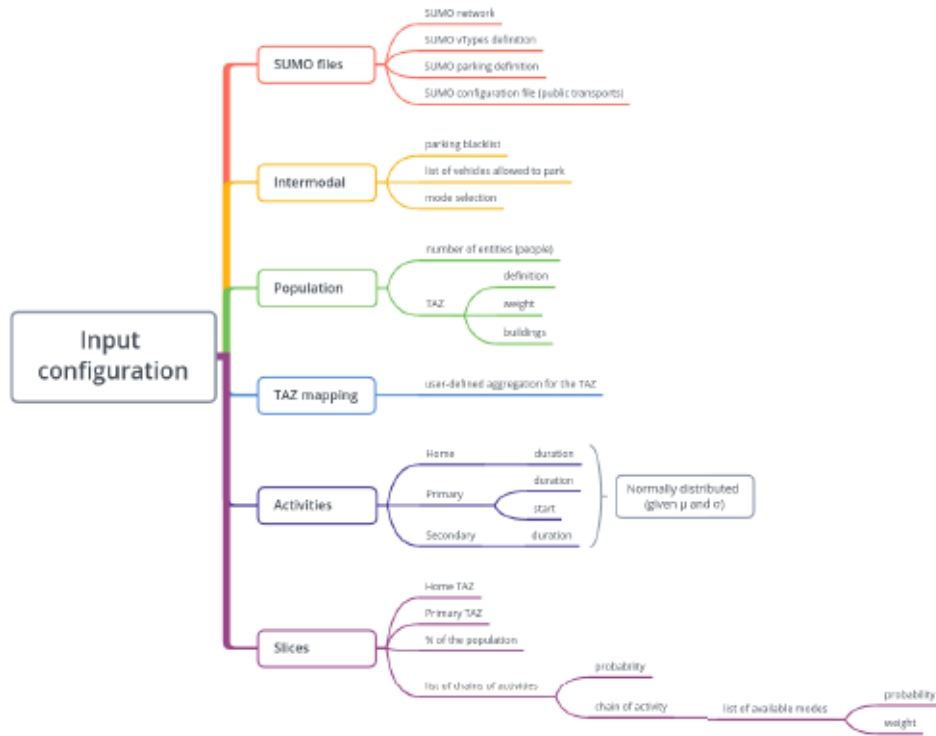 SUMO network
SUMO vTypes definition
SUMO files
SUMO parking definition
SUMO configuration file (public transports)
parking blacklist
list of vehicles allowed to park
Intermodal
mode selection
number of entities (people)
definition
Population
TAZ
weight
buildings
Input
configuration
user-defined aggregation for the TAZ
TAZ mapping
Home
duration
duration
Primary
start
Activities
Secondary
duration
Normally distributed
(given μ and σ)
Home TAZ
Primary TAZ
% of the population
Slices
list of chains of activities
probability
chain of activity
list of available modes
probability
weight